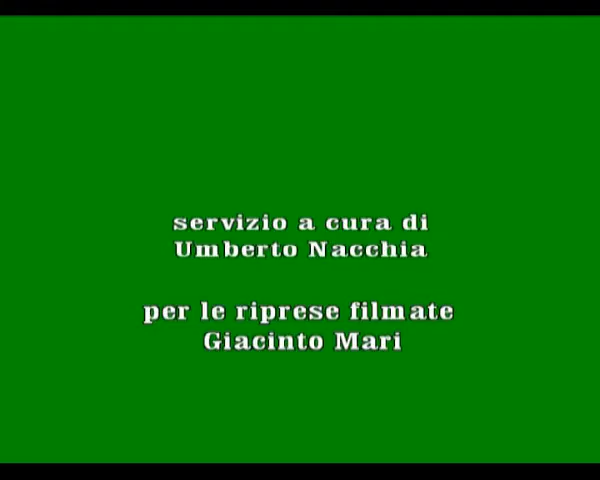 servizio a cura di
Umberto Nacchia
per le riprese filmate
Giacinto Mari